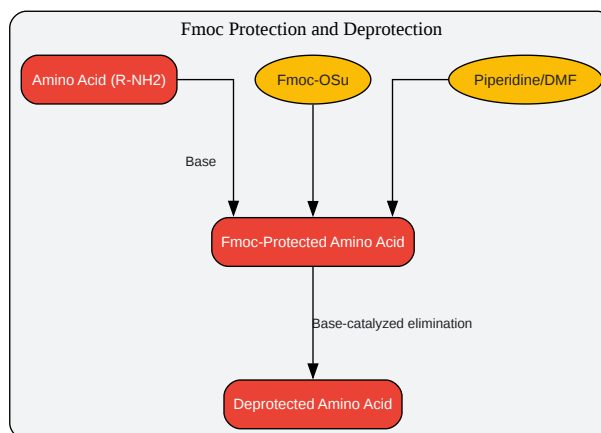 Fmoc Protection and Deprotection
Amino Acid (R-NH2)
Fmoc-OSu
Piperidine/DMF
Base
Fmoc-Protected Amino Acid
Base-catalyzed elimination
Deprotected Amino Acid